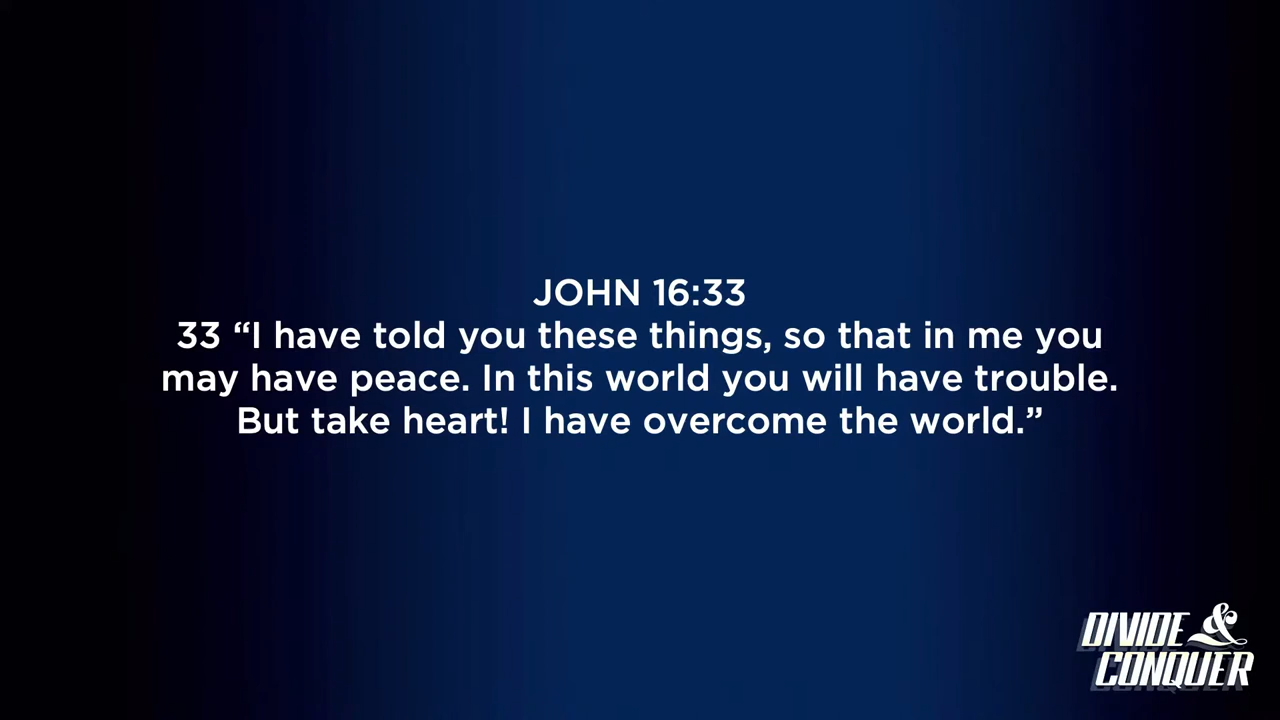 JOHN 16:33
33 “I have told you these things, so that in me you
may have peace. In this world you will have trouble.
But take heart! I have overcome the world.”
DIVIDE &
CONQUER